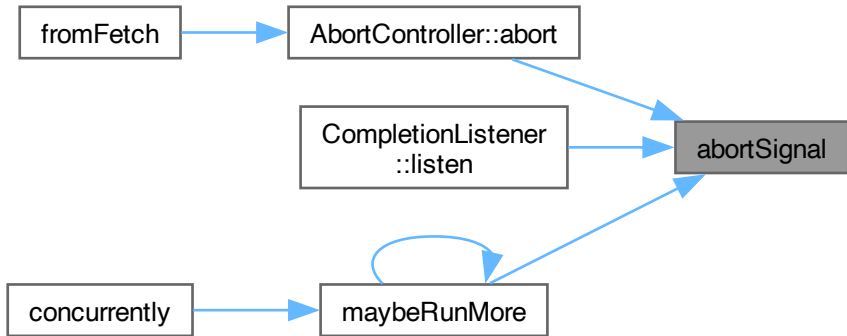 fromFetch
AbortController::abort
CompletionListener
::listen
abortSignal
concurrently
maybeRunMore